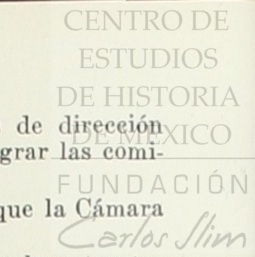 CENTRO DE
ESTUDIOS
DE HISTORIA
DE MÉXICO
de dirección
grar las comi-
FUNDACIÓN
que la Cámara
Carlos Slim